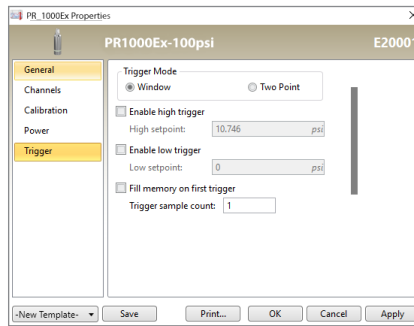 PR_1000Ex Properties
PR1000Ex-100psi E20001
General
Channels
Calibration
Power
Trigger
Trigger Mode
Window Two Point
Enable high trigger
High setpoint: 10.746 psi
Enable low trigger
Low setpoint: 0 psi
Fill memory on first trigger
Trigger sample count: 1
-New Template- Save Print... OK Cancel Apply